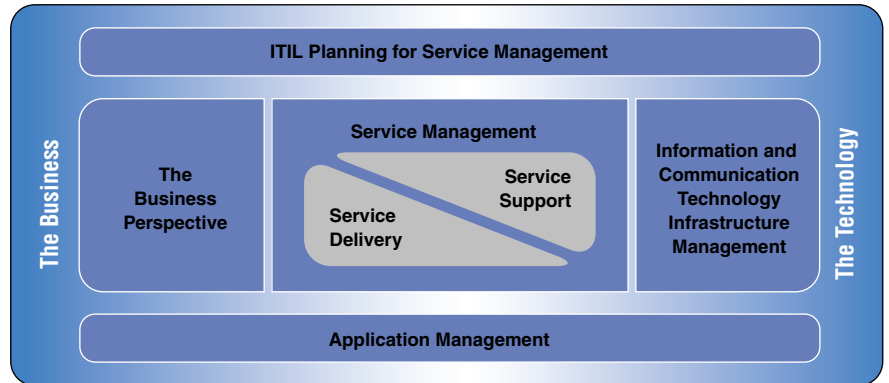 ITIL Planning for Service Management
The Business
The
Business
Perspective
Service Management
Service
Support
Service
Delivery
Information and
Communication
Technology
Infrastructure
Management
The Technology
Application Management